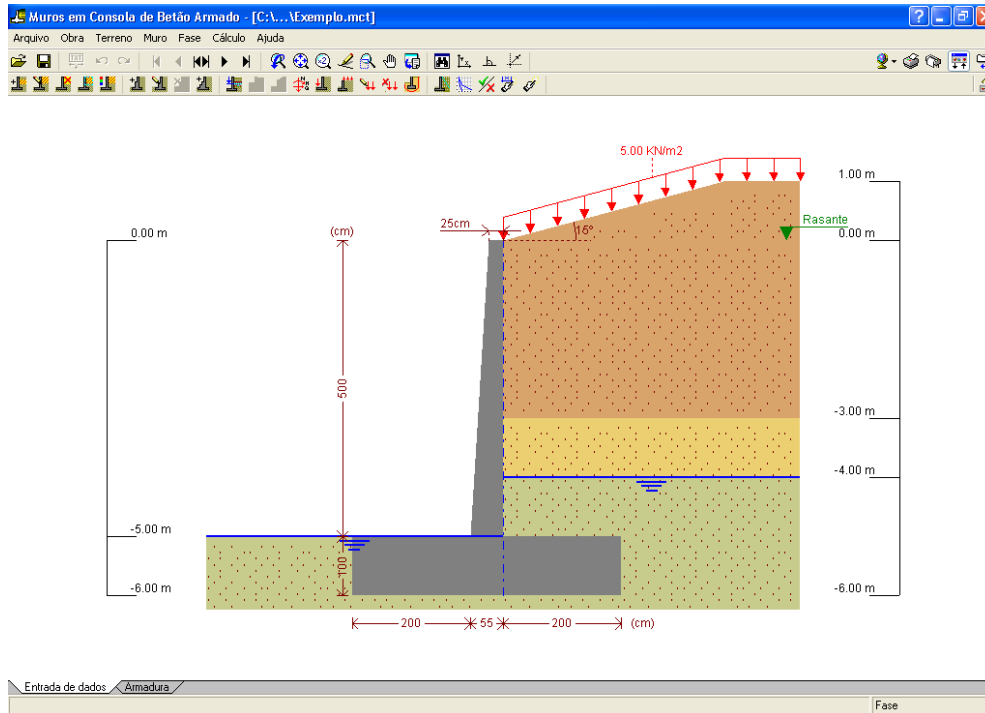 Muros em Consola de Betão Armado - [C:\...\Exemplo.mct]
Arquivo Obra Terreno Muro Fase Cálculo Ajuda
5.00 KN/m2
1.00 m
25cm
Rasante
0.00 m
(cm)
15º
0.00 m
500
-3.00 m
-4.00 m
-5.00 m
100
-6.00 m
-6.00 m
200
55
200
(cm)
Entrada de dados
Armadura
Fase